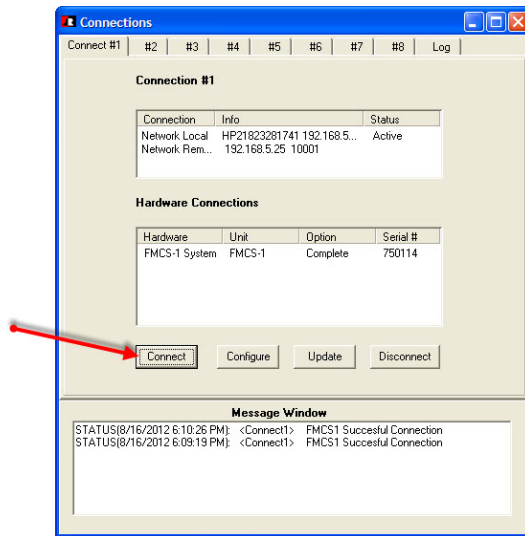 Connections
Connect #1 #2 #3 #4 #5 #6 #7 #8 Log
Connection #1
Connection Info Status
Network Local HP21823281741 192.168.5... Active
Network Rem... 192.168.5.25 10001
Hardware Connections
Hardware Unit Option Serial #
FMCS-1 System FMCS-1 Complete 750114
Connect Configure Update Disconnect
Message Window
STATUS(8/16/2012 6:10:26 PM): <Connect1> FMCS1 Succesful Connection
STATUS(8/16/2012 6:09:19 PM): <Connect1> FMCS1 Succesful Connection